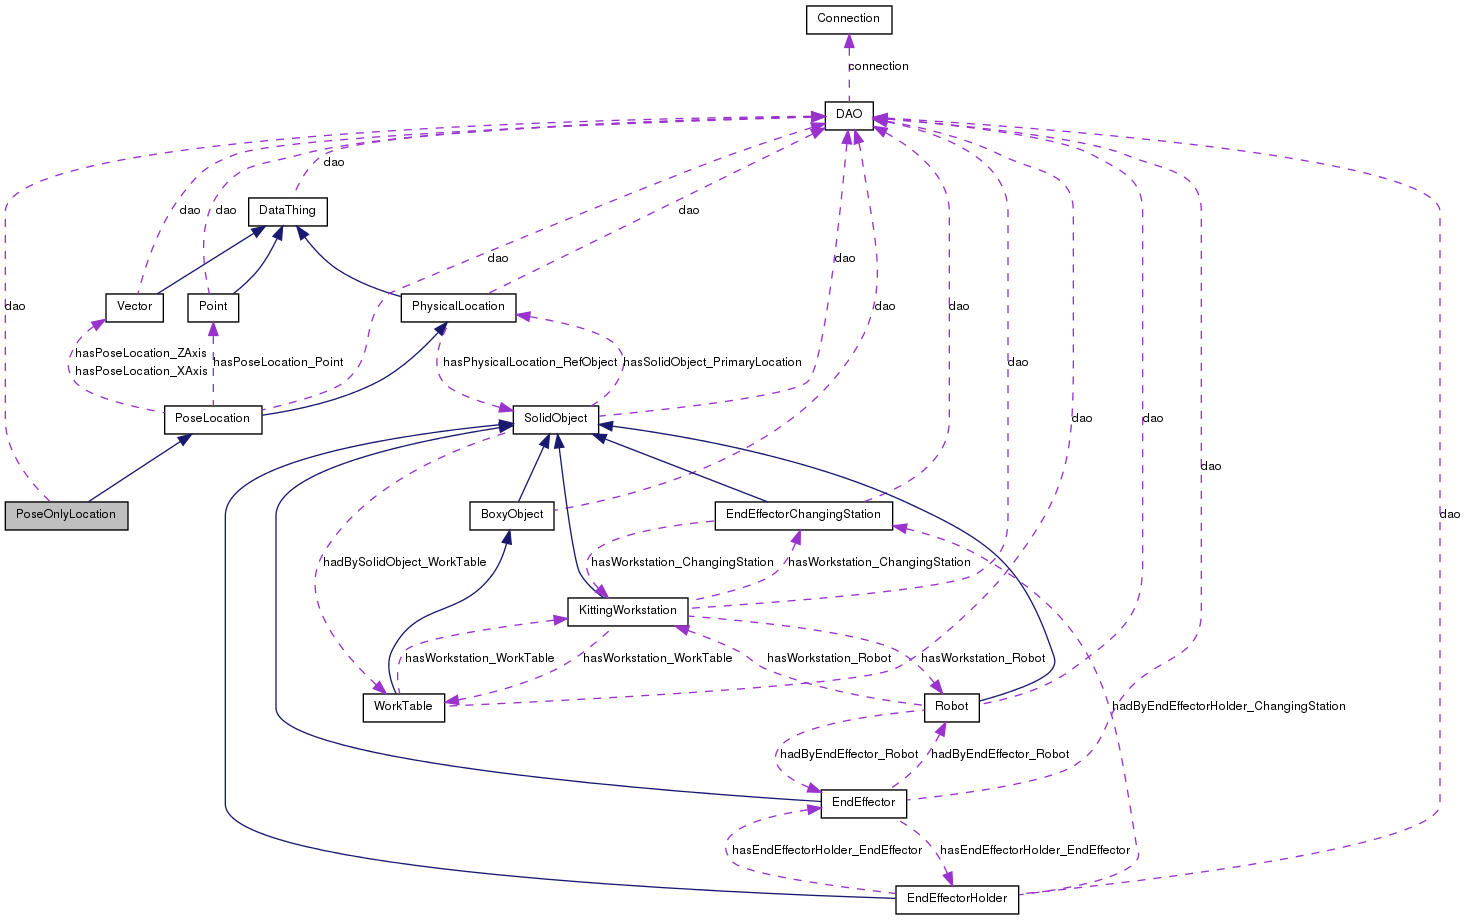 Connection
connection
DAO
dao
DataThing
dao
dao
dao
dao
dao
dao
Vector
Point
PhysicalLocation
dao
dao
dao
hasPoseLocation_ZAxis
hasPoseLocation_XAxis
hasPoseLocation_Point
hasPhysicalLocation_RefObject
hasSolidObject_PrimaryLocation
dao
PoseLocation
SolidObject
dao
dao
dao
PoseOnlyLocation
BoxyObject
EndEffectorChangingStation
dao
hadBySolidObject_WorkTable
hasWorkstation_ChangingStation
hasWorkstation_ChangingStation
KittingWorkstation
hasWorkstation_WorkTable
hasWorkstation_WorkTable
hasWorkstation_Robot
hasWorkstation_Robot
WorkTable
Robot
hadByEndEffectorHolder_ChangingStation
hadByEndEffector_Robot
hadByEndEffector_Robot
EndEffector
hasEndEffectorHolder_EndEffector
hasEndEffectorHolder_EndEffector
EndEffectorHolder